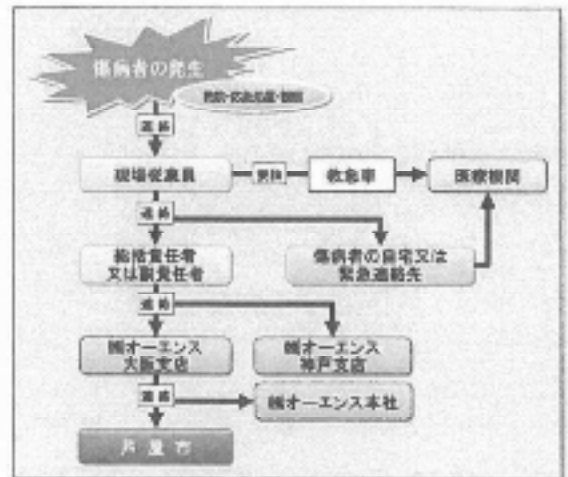 傷病者の発生
連絡
現場従業員
救急車
医療機関
連絡
総括責任者
又は副責任者
傷病者の自宅又は
緊急連絡先
連絡
㈱オーエンス
大阪支店
㈱オーエンス
神戸支店
連絡
㈱オーエンス本社
芦屋市